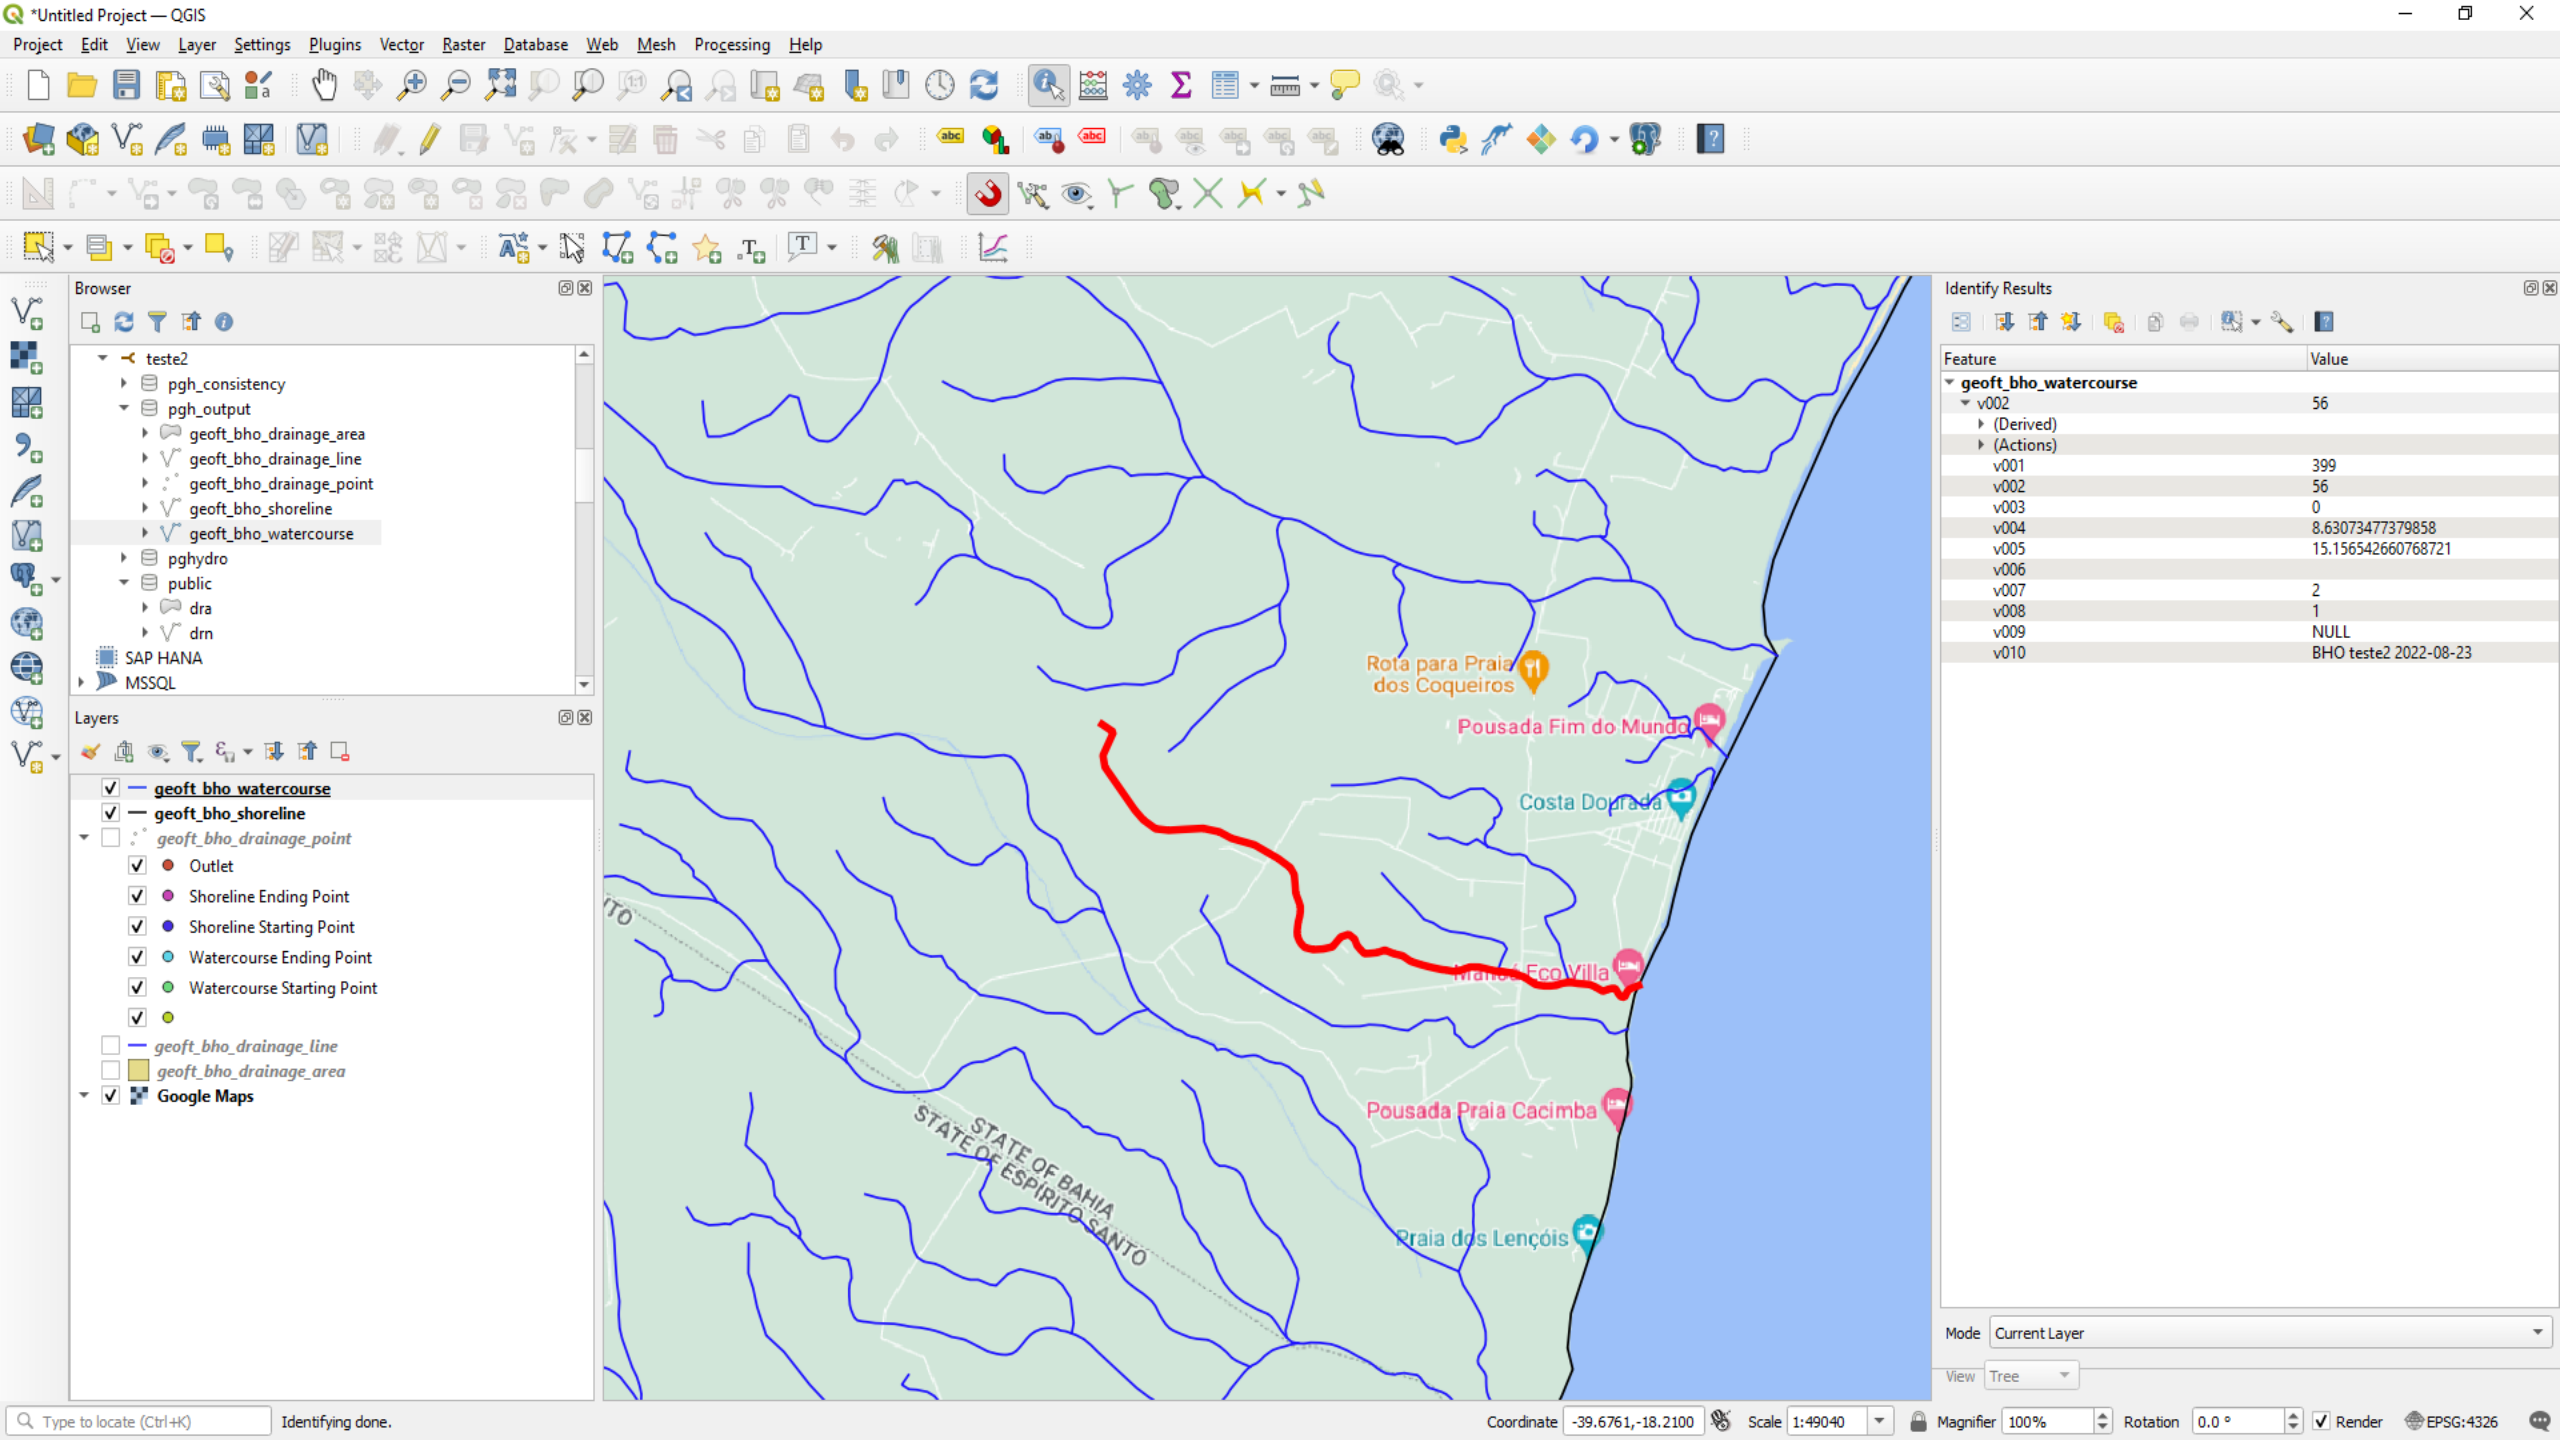 *Untitled Project — QGIS
Project Edit View Layer Settings Plugins Vector Raster Database Web Mesh Processing Help
Browser
teste2
pgh_consistency
pgh_output
geoft_bho_drainage_area
geoft_bho_drainage_line
geoft_bho_drainage_point
geoft_bho_shoreline
geoft_bho_watercourse
pghydro
public
dra
drn
SAP HANA
MSSQL
Layers
geoft_bho_watercourse
geoft_bho_shoreline
geoft_bho_drainage_point
Outlet
Shoreline Ending Point
Shoreline Starting Point
Watercourse Ending Point
Watercourse Starting Point
geoft_bho_drainage_line
geoft_bho_drainage_area
Google Maps
Rota para Praia
dos Coqueiros
Pousada Fim do Mundo
Costa Dourada
Eco Villa
Pousada Praia Cacimba
Praia dos Lençóis
STATE OF BAHIA
STATE OF ESPÍRITO SANTO
Identify Results
Feature Value
geoft_bho_watercourse
v002 56
(Derived)
(Actions)
v001 399
v002 56
v003 0
v004 8.63073477379858
v005 15.156542660768721
v006
v007 2
v008 1
v009 NULL
v010 BHO teste2 2022-08-23
Mode Current Layer
View Tree
Type to locate (Ctrl+K) Identifying done. Coordinate -39.6761,-18.2100 Scale 1:49040 Magnifier 100% Rotation 0.0 ° Render EPSG:4326